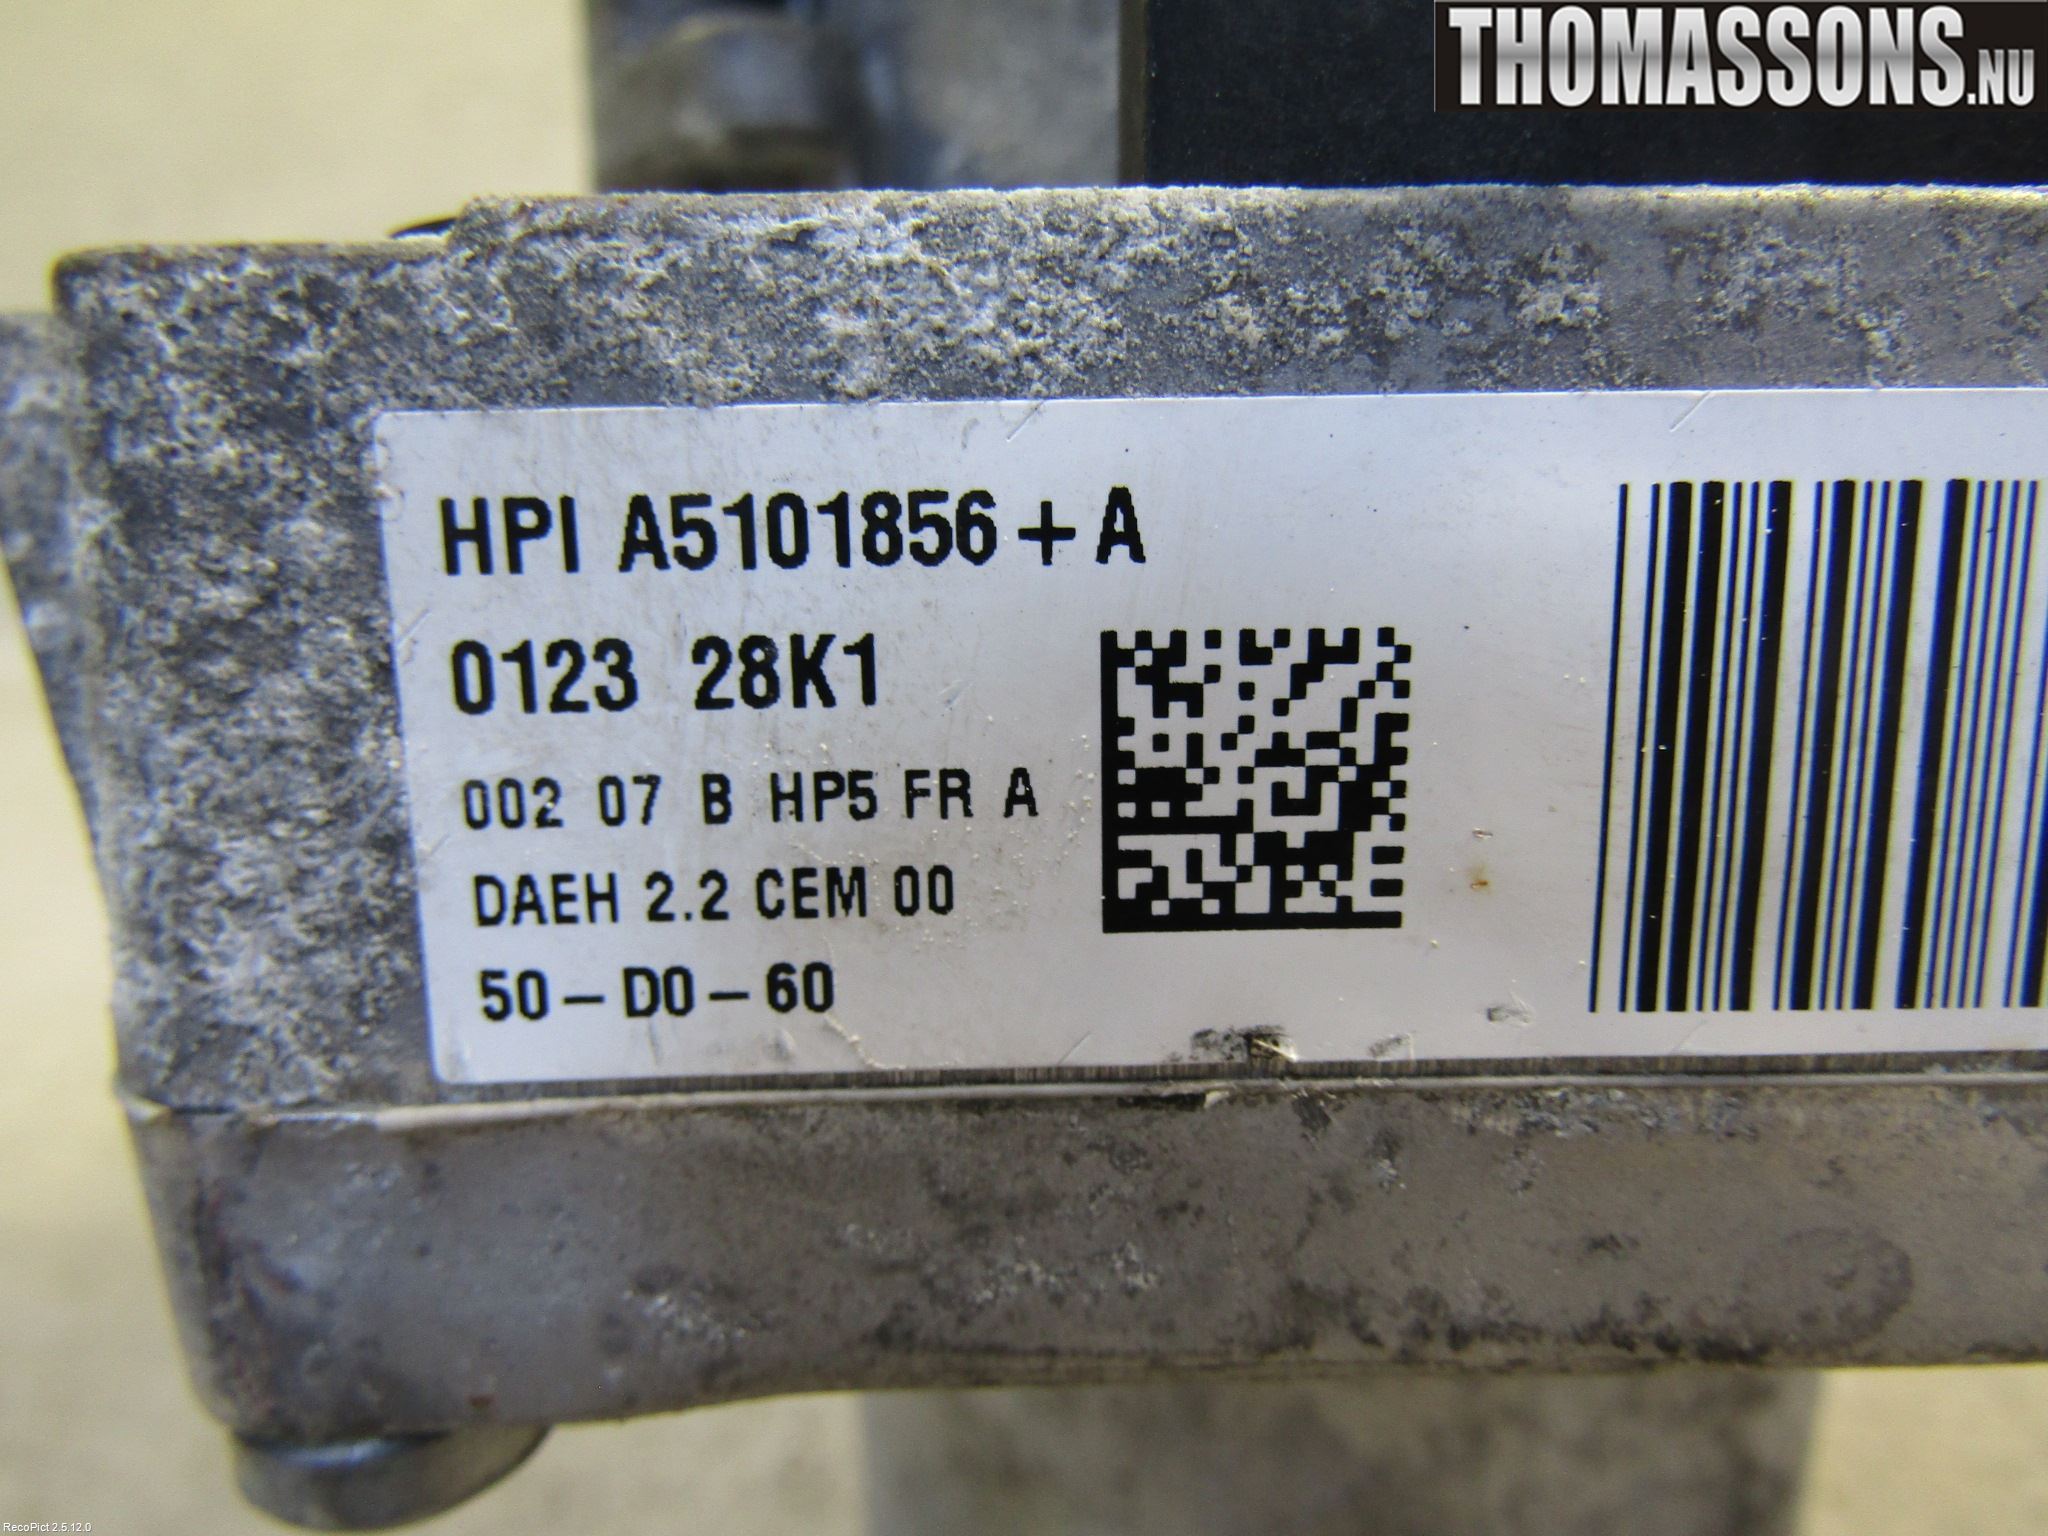 THOMASSONS.NU
HPI A5101856+A
0123 28K1
002 07 B HP5 FR A
DAEH 2.2 CEM 00
50-D0-60
RecoPict 2.5.12.0